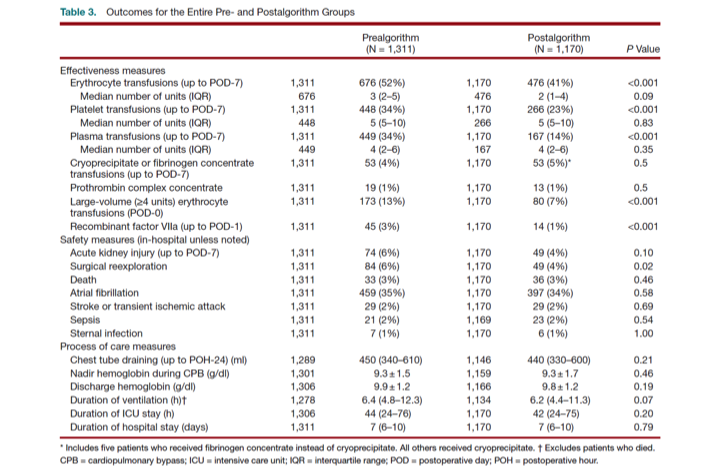 Table 3. Outcomes for the Entire Pre- and Postalgorithm Groups
Prealgorithm (N = 1,311) Postalgorithm (N = 1,170) P Value
Effectiveness measures
Erythrocyte transfusions (up to POD-7) 1,311 676 (52%) 1,170 476 (41%) <0.001
Median number of units (IQR) 676 3 (2–5) 476 2 (1–4) 0.09
Platelet transfusions (up to POD-7) 1,311 448 (34%) 1,170 266 (23%) <0.001
Median number of units (IQR) 448 5 (5–10) 266 5 (5–10) 0.83
Plasma transfusions (up to POD-7) 1,311 449 (34%) 1,170 167 (14%) <0.001
Median number of units (IQR) 449 4 (2–6) 167 4 (2–6) 0.35
Cryoprecipitate or fibrinogen concentrate 1,311 53 (4%) 1,170 53 (5%)* 0.5
transfusions (up to POD-7)
Prothrombin complex concentrate 1,311 19 (1%) 1,170 13 (1%) 0.5
Large-volume (≥4 units) erythrocyte 1,311 173 (13%) 1,170 80 (7%) <0.001
transfusions (POD-0)
Recombinant factor VIIa (up to POD-1) 1,311 45 (3%) 1,170 14 (1%) <0.001
Safety measures (in-hospital unless noted)
Acute kidney injury (up to POD-7) 1,311 74 (6%) 1,170 49 (4%) 0.10
Surgical reexploration 1,311 84 (6%) 1,170 49 (4%) 0.02
Death 1,311 33 (3%) 1,170 36 (3%) 0.46
Atrial fibrillation 1,311 459 (35%) 1,170 397 (34%) 0.58
Stroke or transient ischemic attack 1,311 29 (2%) 1,170 29 (2%) 0.69
Sepsis 1,311 21 (2%) 1,169 23 (2%) 0.54
Sternal infection 1,311 7 (1%) 1,170 6 (1%) 1.00
Process of care measures
Chest tube draining (up to POH-24) (ml) 1,289 450 (340–610) 1,146 440 (330–600) 0.21
Nadir hemoglobin during CPB (g/dl) 1,301 9.3 ± 1.5 1,159 9.3 ± 1.7 0.46
Discharge hemoglobin (g/dl) 1,306 9.9 ± 1.2 1,166 9.8 ± 1.2 0.19
Duration of ventilation (h)† 1,278 6.4 (4.8–12.3) 1,134 6.2 (4.4–11.3) 0.07
Duration of ICU stay (h) 1,306 44 (24–76) 1,170 42 (24–75) 0.20
Duration of hospital stay (days) 1,311 7 (6–10) 1,170 7 (6–10) 0.79
* Includes five patients who received fibrinogen concentrate instead of cryoprecipitate. All others received cryoprecipitate. † Excludes patients who died.
CPB = cardiopulmonary bypass; ICU = intensive care unit; IQR = interquartile range; POD = postoperative day; POH = postoperative hour.